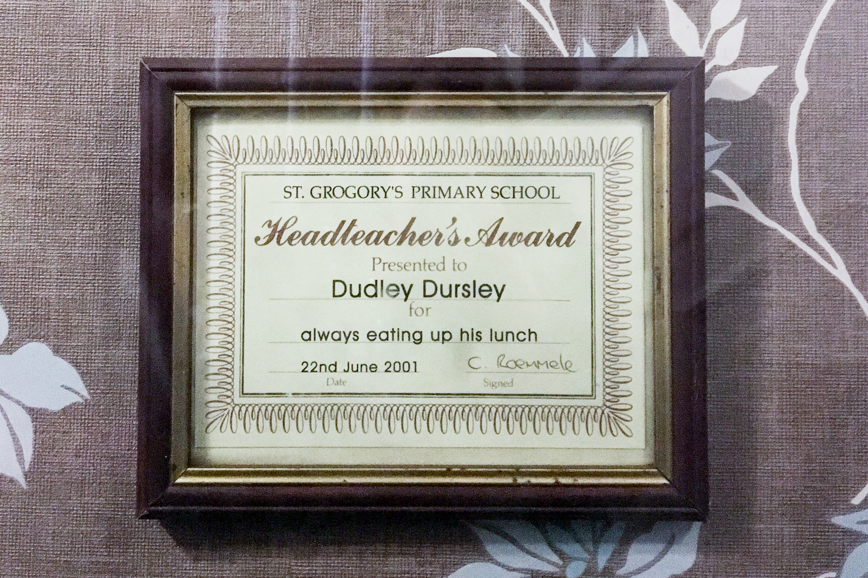 ST. GROGORY'S PRIMARY SCHOOL
Headteacher's Award
Presented to
Dudley Dursley
for
always eating up his lunch
22nd June 2001
C. Roemmele
Date
Signed